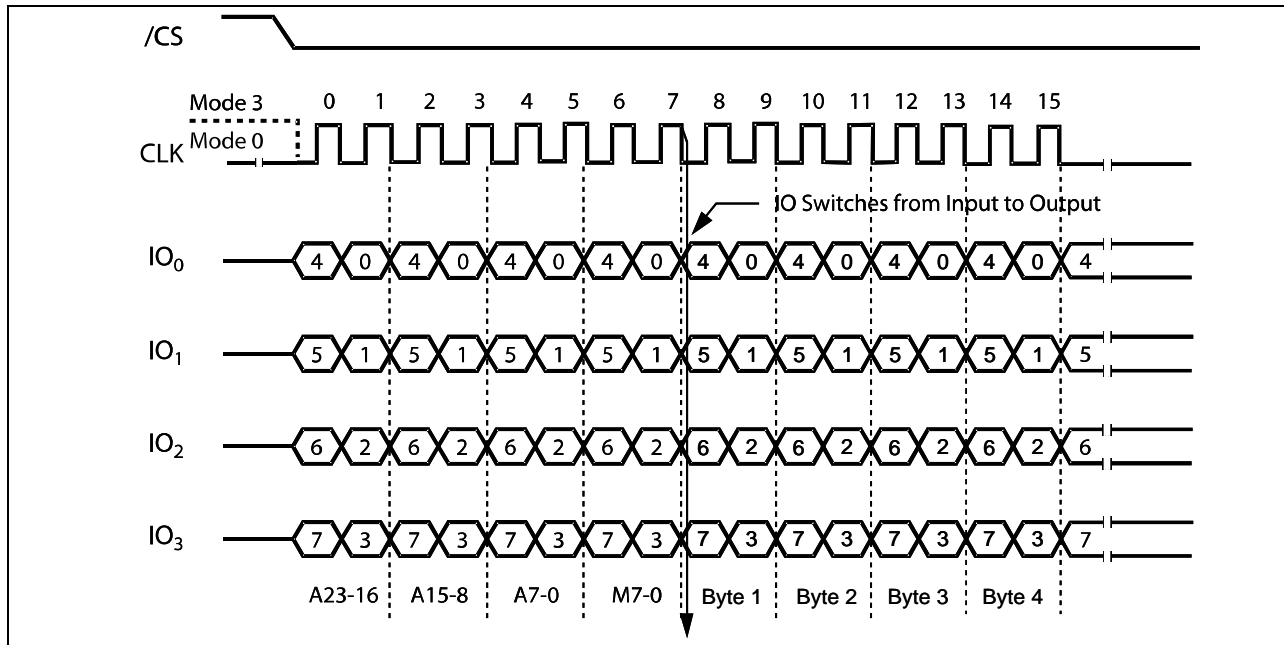 /CS
Mode 3 0 1 2 3 4 5 6 7 8 9 10 11 12 13 14 15
Mode 0
CLK
IO Switches from Input to Output
IO0 4 0 4 0 4 0 4 0 4 0 4 0 4 0 4 0 4
IO1 5 1 5 1 5 1 5 1 5 1 5 1 5 1 5 1 5
IO2 6 2 6 2 6 2 6 2 6 2 6 2 6 2 6 2 6
IO3 7 3 7 3 7 3 7 3 7 3 7 3 7 3 7 3 7
A23-16 A15-8 A7-0 M7-0 Byte 1 Byte 2 Byte 3 Byte 4